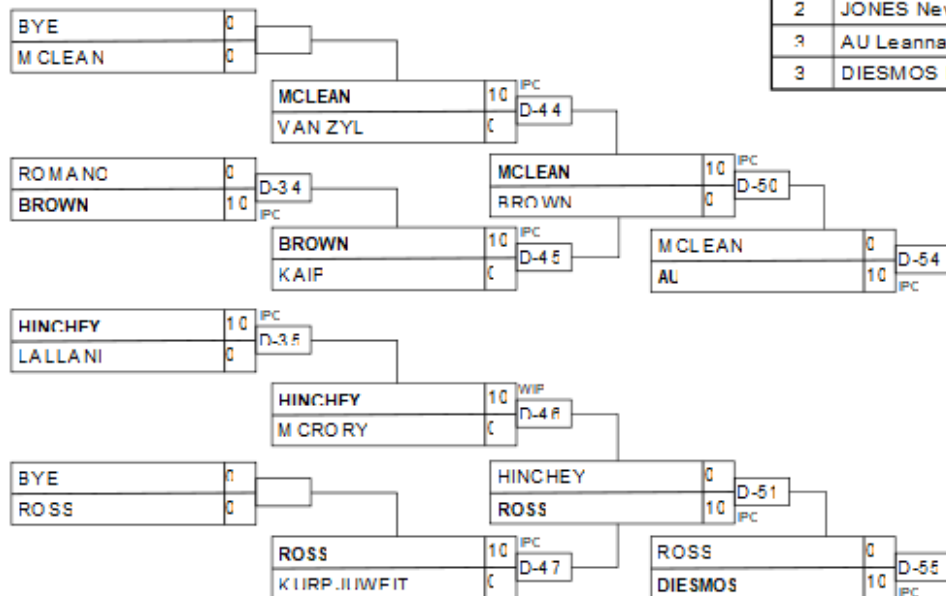 2 JONES Nev
3 AU Leanna
3 DIESMOS
BYE 0
MCLEAN 0
MCLEAN 10 IPC
VAN ZYL 0
D-44
ROMANO 0
BROWN 10 IPC
D-34
MCLEAN 10 IPC
BROWN 0
D-50
BROWN 10 IPC
KAIF 0
D-45
MCLEAN 0
AU 10 IPC
D-54
HINCHEY 10 IPC
LALLANI 0
D-35
HINCHEY 10 WIP
MCRORY 0
D-46
BYE 0
ROSS 0
HINCHEY 0
ROSS 10 IPC
D-51
ROSS 10 IPC
KURPJUWEIT 0
D-47
ROSS 0
DIESMOS 10 IPC
D-55